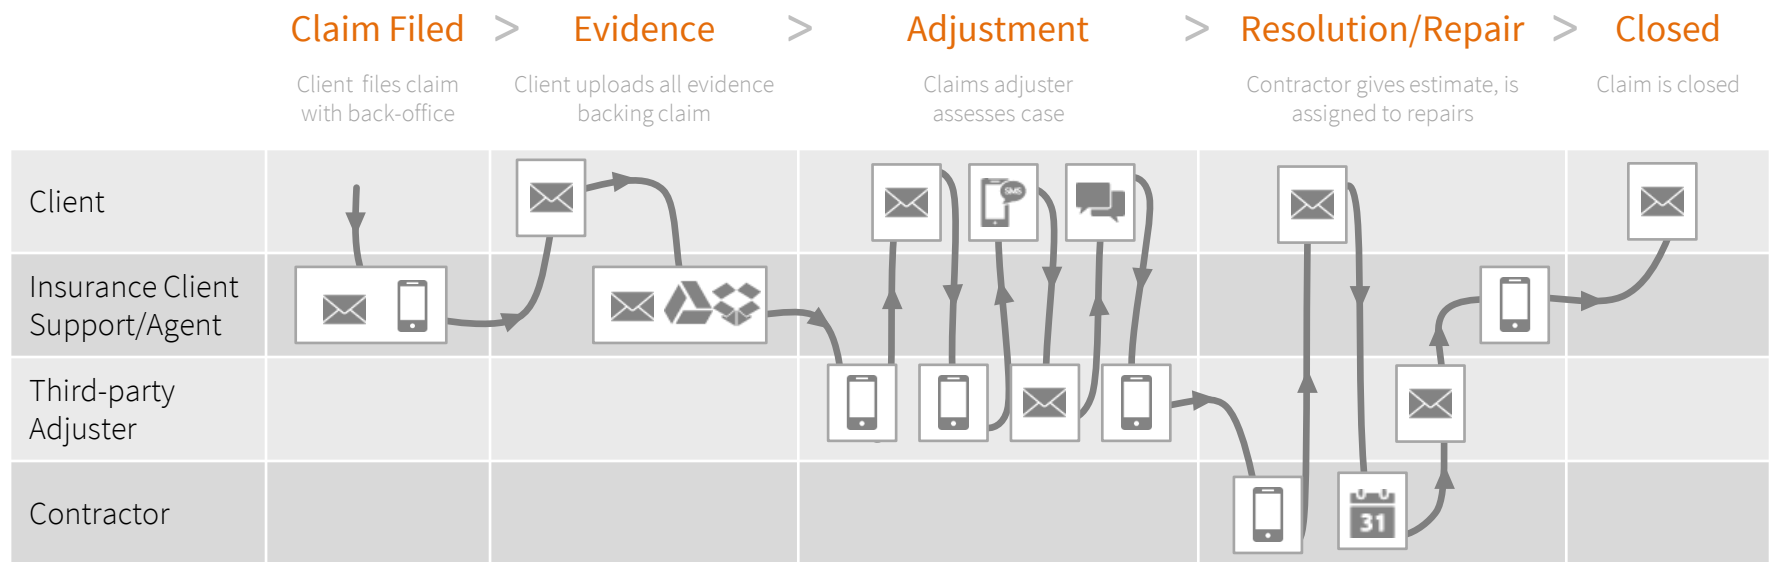 Claim Filed > Evidence > Adjustment > Resolution/Repair > Closed
Client files claim
with back-office
Client uploads all evidence
backing claim
Claims adjuster
assesses case
Contractor gives estimate, is
assigned to repairs
Claim is closed
Client
SMS
Insurance Client
Support/Agent
Third-party
Adjuster
Contractor
31